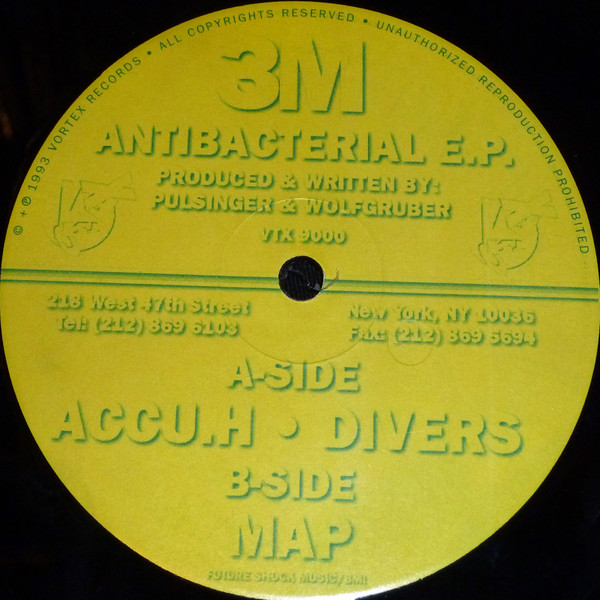 © + ℗ 1993 VORTEX RECORDS • ALL COPYRIGHTS RESERVED • UNAUTHORIZED REPRODUCTION PROHIBITED
3M
ANTIBACTERIAL E.P.
PRODUCED & WRITTEN BY:
PULSINGER & WOLFGRUBER
VTX 9000
218 West 47th Street New York, NY 10036
Tel: (212) 869 6103 Fax: (212) 869 5694
A-SIDE
ACCU.H • DIVERS
B-SIDE
MAP
FUTURE SHOCK MUSIC/BMI